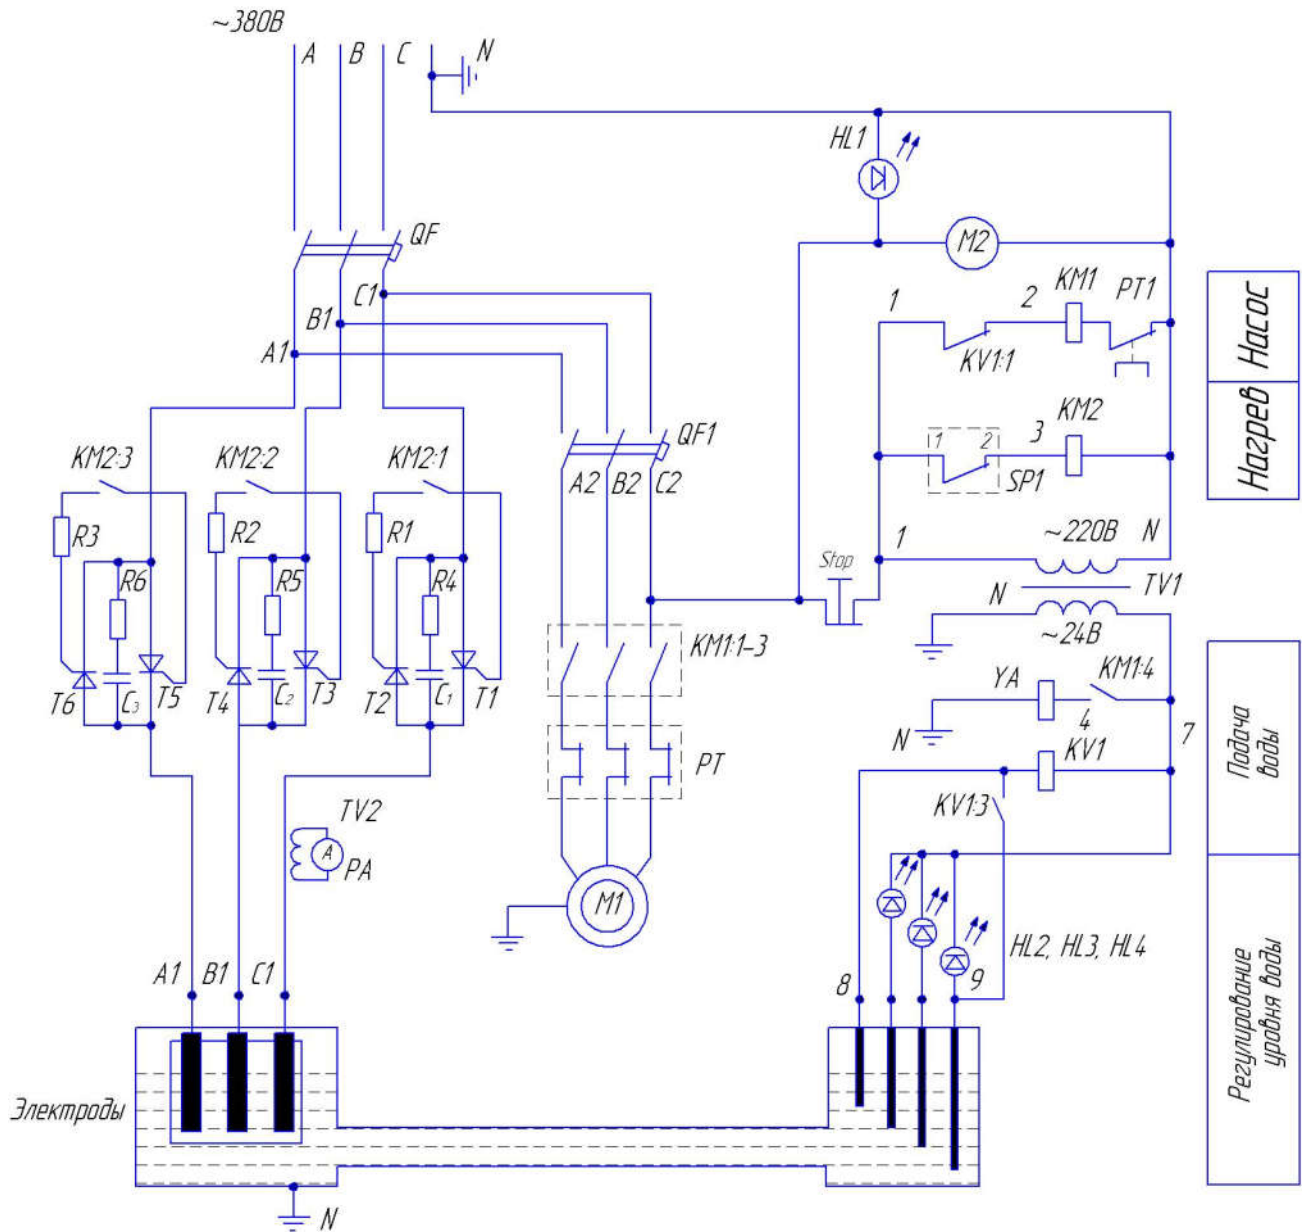 ~380В
A
B
C
N
HL1
QF
M2
C1
B1
A1
1
2
KM1
PT1
KV1:1
Насос
Нагрев
KM2:3
KM2:2
KM2:1
QF1
A2
B2
C2
1
2
3
KM2
SP1
R3
R2
R1
R6
R5
R4
Stop
1
~220В
N
TV1
N
~24В
KM1:1-3
T6
C3
T5
T4
C2
T3
T2
C1
T1
YA
KM1:4
4
N
7
Подача
воды
PT
KV1
KV1:3
TV2
A
PA
M1
HL2, HL3, HL4
A1
B1
C1
8
9
Регулирование
уровня воды
Электроды
N